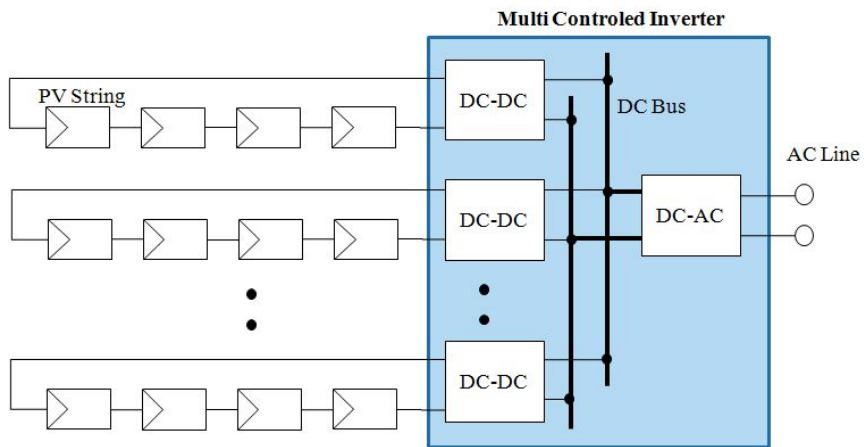 Multi Controled Inverter
PV String
DC-DC
DC Bus
AC Line
DC-DC
DC-AC
DC-DC